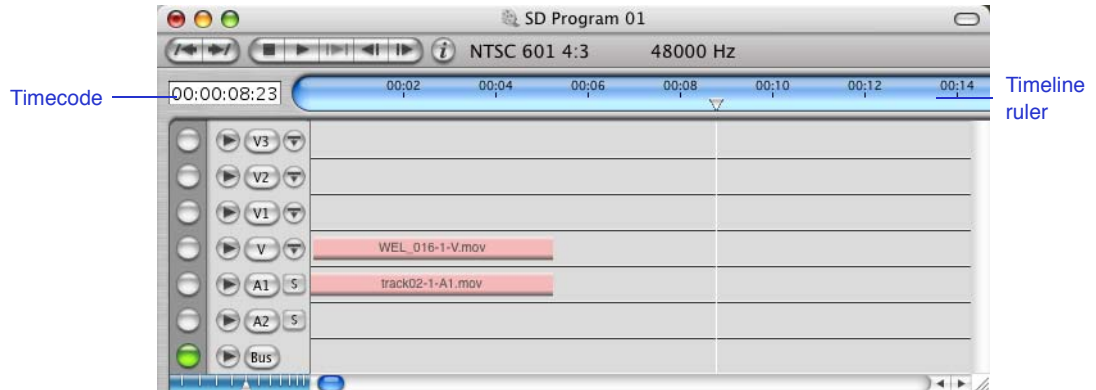 SD Program 01
NTSC 601 4:3 48000 Hz
Timecode
00:00:08:23
00:02 00:04 00:06 00:08 00:10 00:12 00:14
Timeline
ruler
V3
V2
V1
V
WEL_016-1-V.mov
A1 S
track02-1-A1.mov
A2 S
Bus